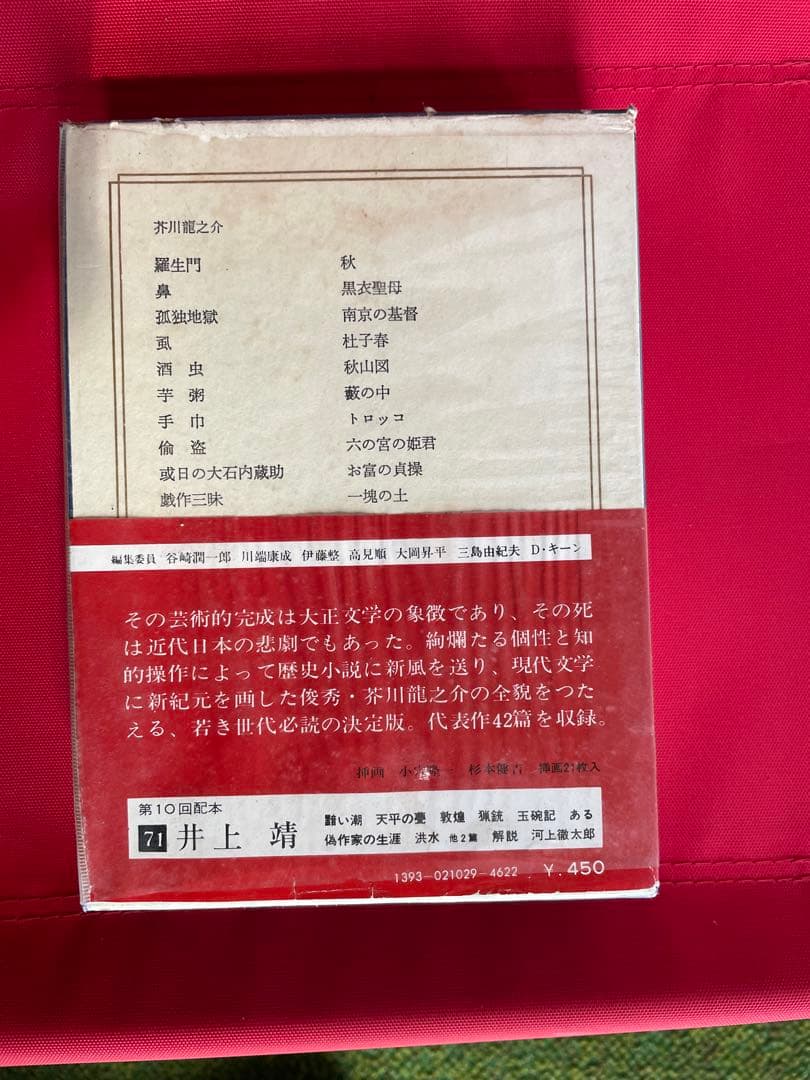 芥川龍之介
羅生門
鼻
孤独地獄
虱
酒虫
芋粥
手巾
偸盗
或日の大石内蔵助
戯作三昧
秋
黒衣聖母
南京の基督
杜子春
秋山図
藪の中
トロッコ
六の宮の姫君
お富の貞操
一塊の土
編集委員 谷崎潤一郎 川端康成 伊藤整 高見順 大岡昇平 三島由紀夫 D・キーン
その芸術的完成は大正文学の象徴であり、その死
は近代日本の悲劇でもあった。絢爛たる個性と知
的操作によって歴史小説に新風を送り、現代文学
に新紀元を画した俊秀・芥川龍之介の全貌をつた
える、若き世代必読の決定版。代表作42篇を収録。
挿画 小穴隆一 杉本健吉 挿画21枚入
第10回配本
71 井上靖
黯い潮 天平の甍 敦煌 猟銃 玉碗記 ある
偽作家の生涯 洪水 他2篇 解説 河上徹太郎
1393-021029-4622 ¥.450